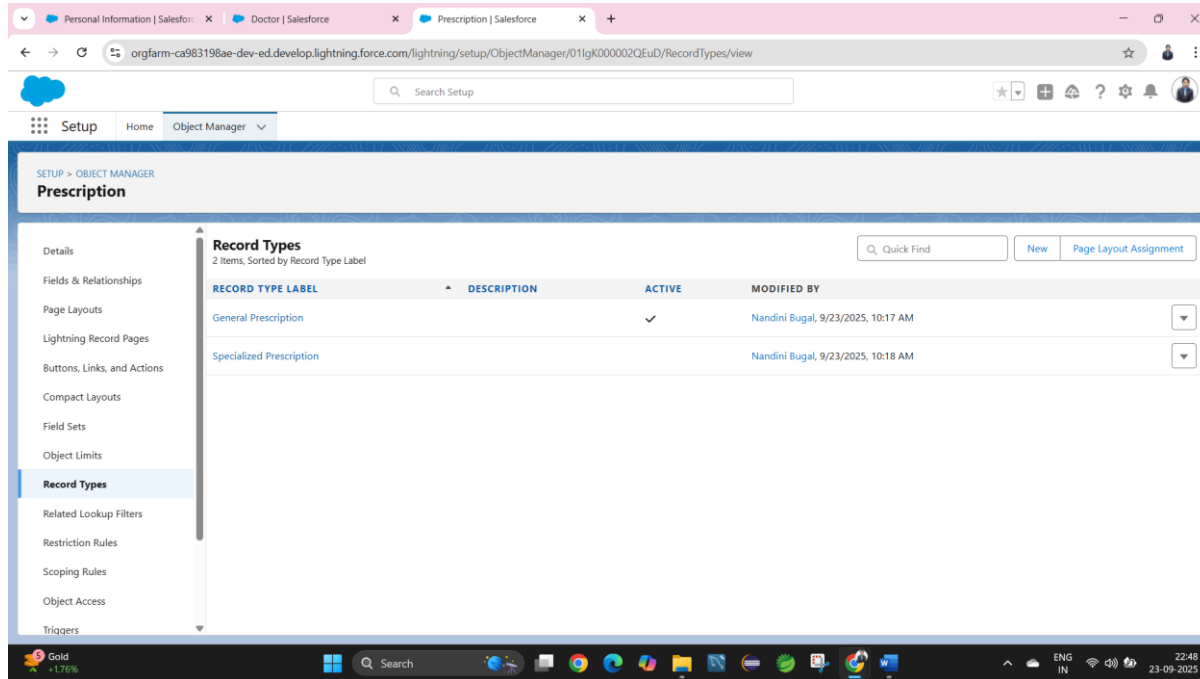 Personal Information | Salesforc
Doctor | Salesforce
Prescription | Salesforce
orgfarm-ca983198ae-dev-ed.develop.lightning.force.com/lightning/setup/ObjectManager/01IgK000002QEuD/RecordTypes/view
Search Setup
Setup Home Object Manager
SETUP > OBJECT MANAGER
Prescription
Details
Fields & Relationships
Page Layouts
Lightning Record Pages
Buttons, Links, and Actions
Compact Layouts
Field Sets
Object Limits
Record Types
Related Lookup Filters
Restriction Rules
Scoping Rules
Object Access
Triggers
Record Types
2 Items, Sorted by Record Type Label
Quick Find
New
Page Layout Assignment
RECORD TYPE LABEL DESCRIPTION ACTIVE MODIFIED BY
General Prescription Nandini Bugal, 9/23/2025, 10:17 AM
Specialized Prescription Nandini Bugal, 9/23/2025, 10:18 AM
5
Gold
+1.76%
Search
ENG
IN
22:48
23-09-2025